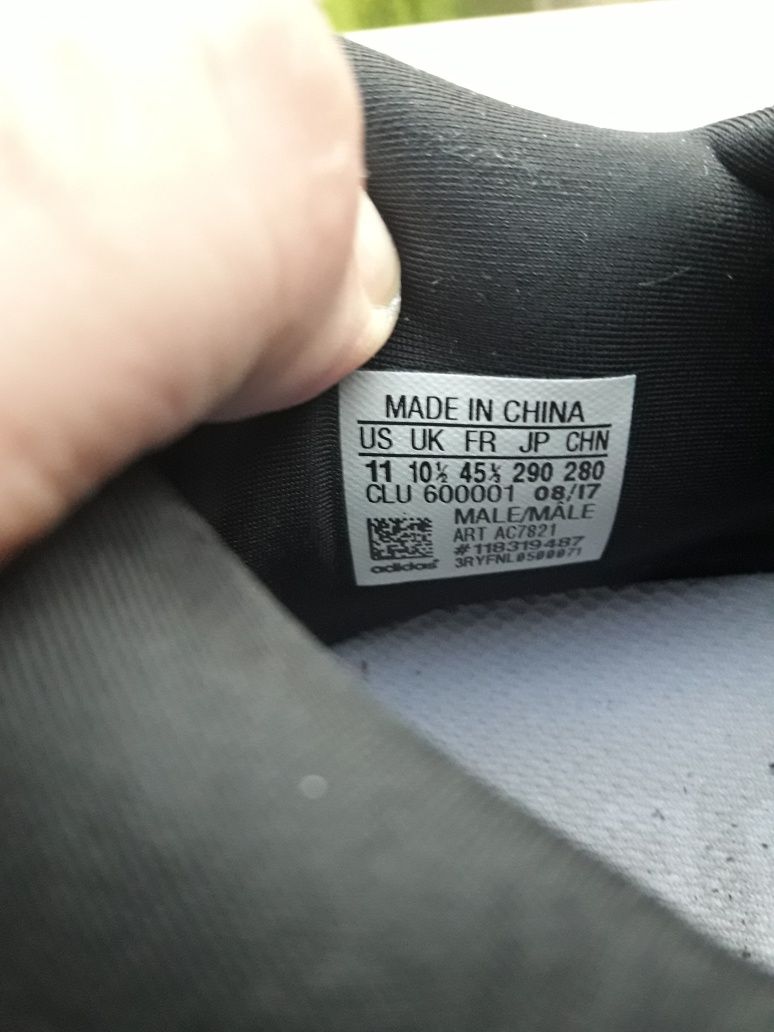 MADE IN CHINA
US UK FR JP CHN
11 10½ 45⅓ 290 280
CLU 600001 08/17
MALE/MÂLE
ART AC7821
#118319487
3RYFNL0500071
adidas